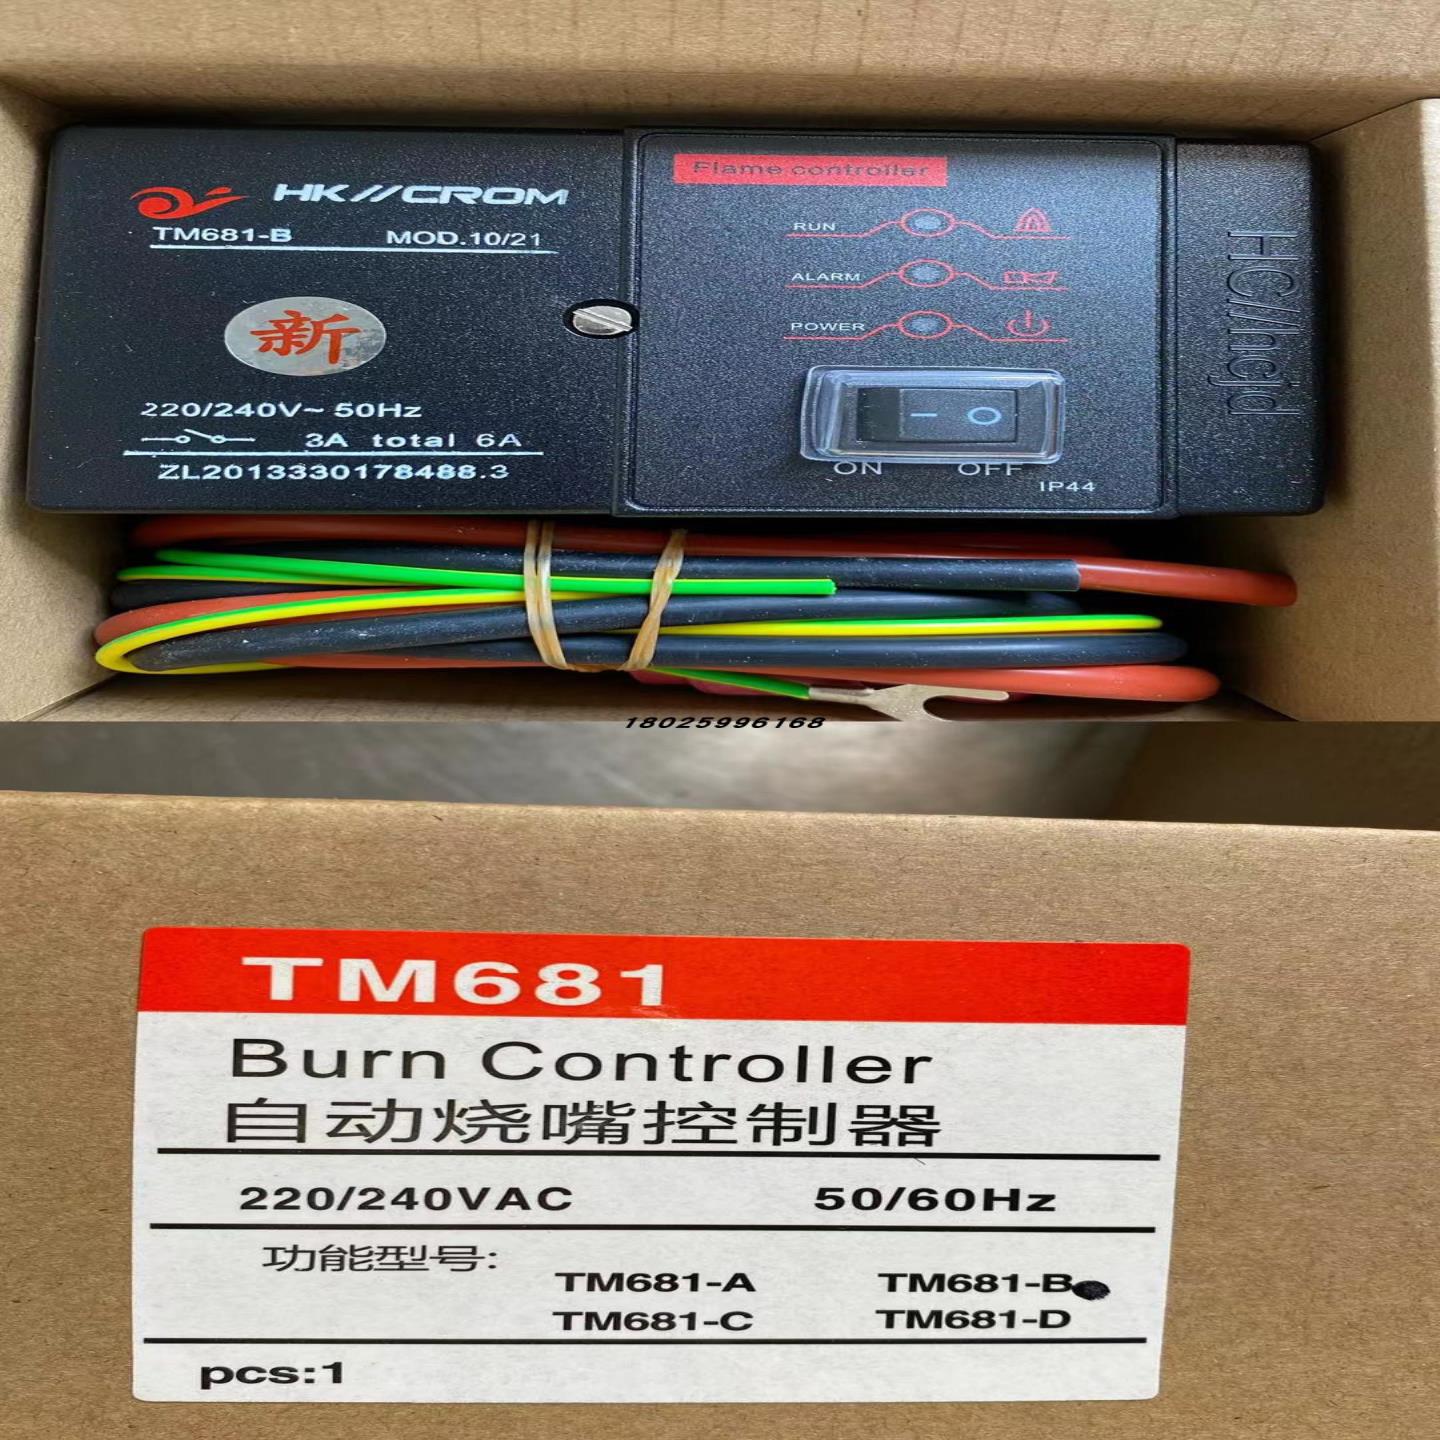 HK//CROM
TM681-B MOD.10/21
新
220/240V~ 50Hz
3A total 6A
ZL2013330178488.3
Flame controller
RUN
ALARM
POWER
ON OFF
IP44
HC//hcjd
18025996168
TM681
Burn Controller
自动烧嘴控制器
220/240VAC 50/60Hz
功能型号:
TM681-A TM681-B
TM681-C TM681-D
pcs:1